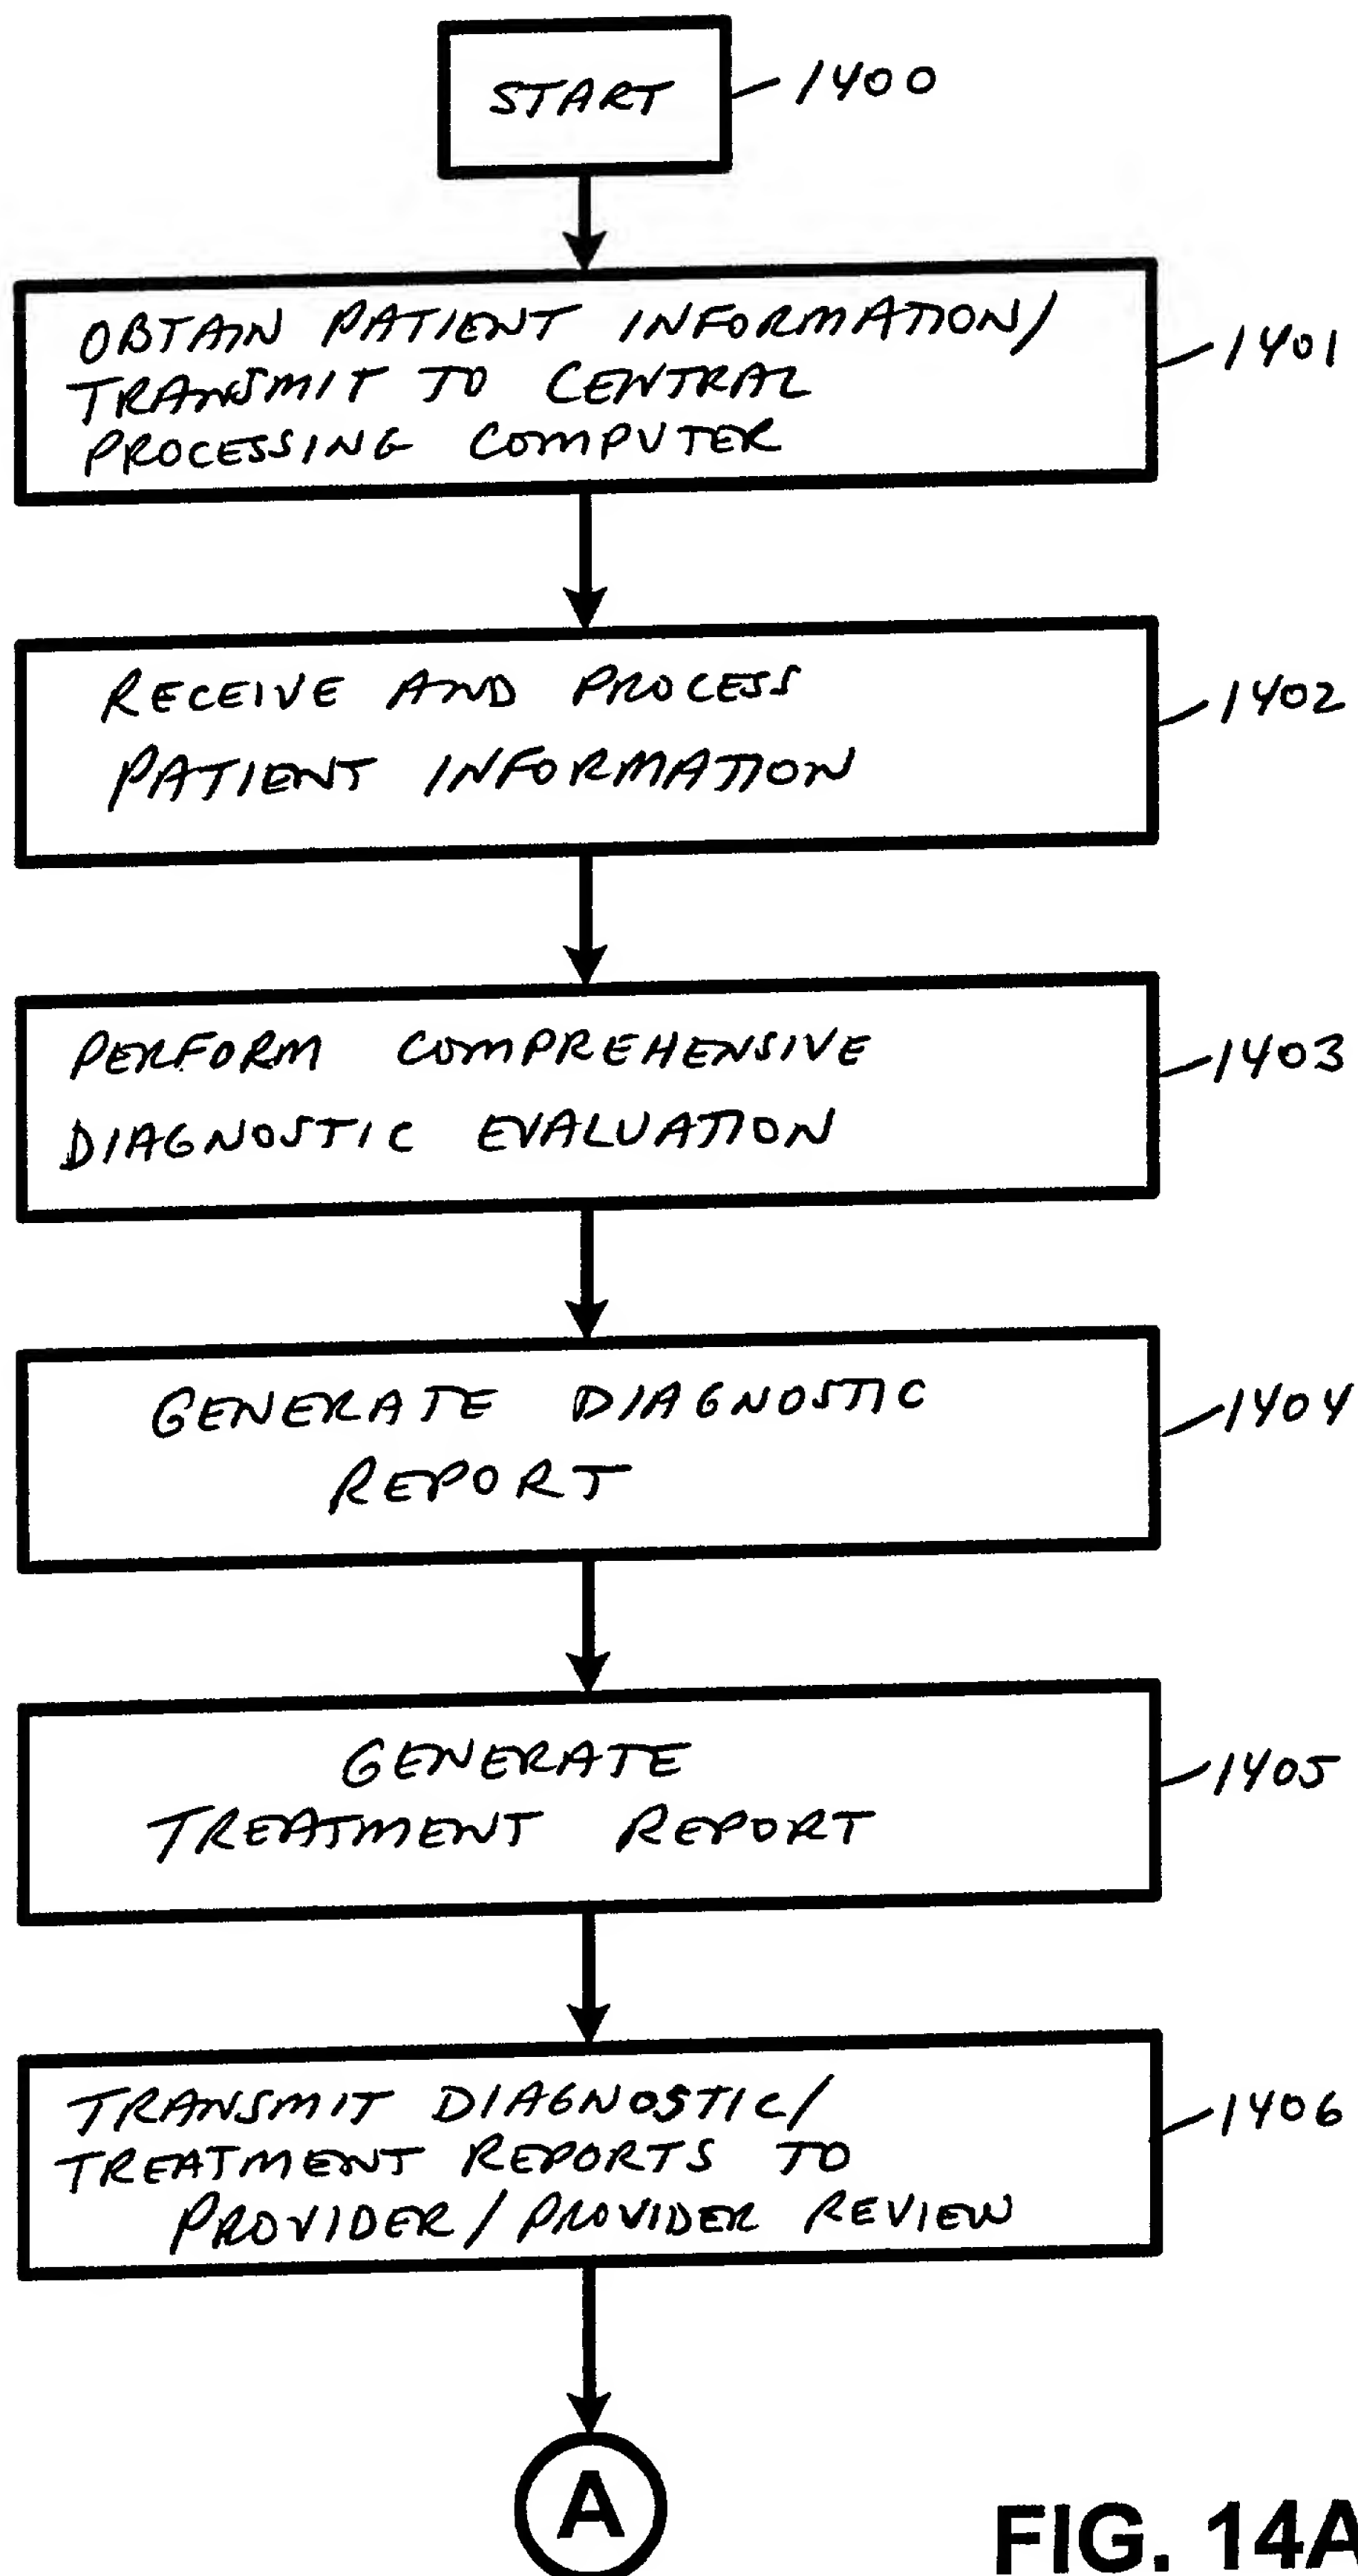 START
1400
OBTAIN PATIENT INFORMATION/
TRANSMIT TO CENTRAL
PROCESSING COMPUTER
1401
RECEIVE AND PROCESS
PATIENT INFORMATION
1402
PERFORM COMPREHENSIVE
DIAGNOSTIC EVALUATION
1403
GENERATE DIAGNOSTIC
REPORT
1404
GENERATE
TREATMENT REPORT
1405
TRANSMIT DIAGNOSTIC/
TREATMENT REPORTS TO
PROVIDER/PROVIDER REVIEW
1406
A
FIG. 14A